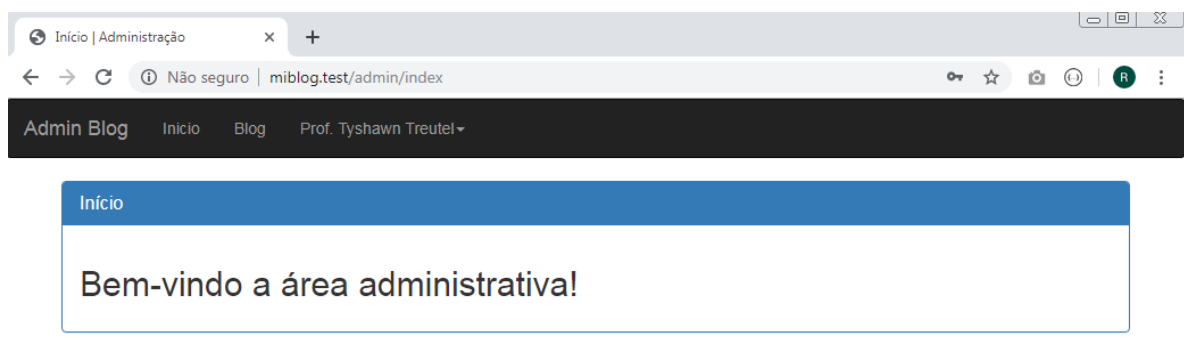 Início | Administração
Não seguro | miblog.test/admin/index
R
Admin Blog Inicio Blog Prof. Tyshawn Treutel
Início
Bem-vindo a área administrativa!